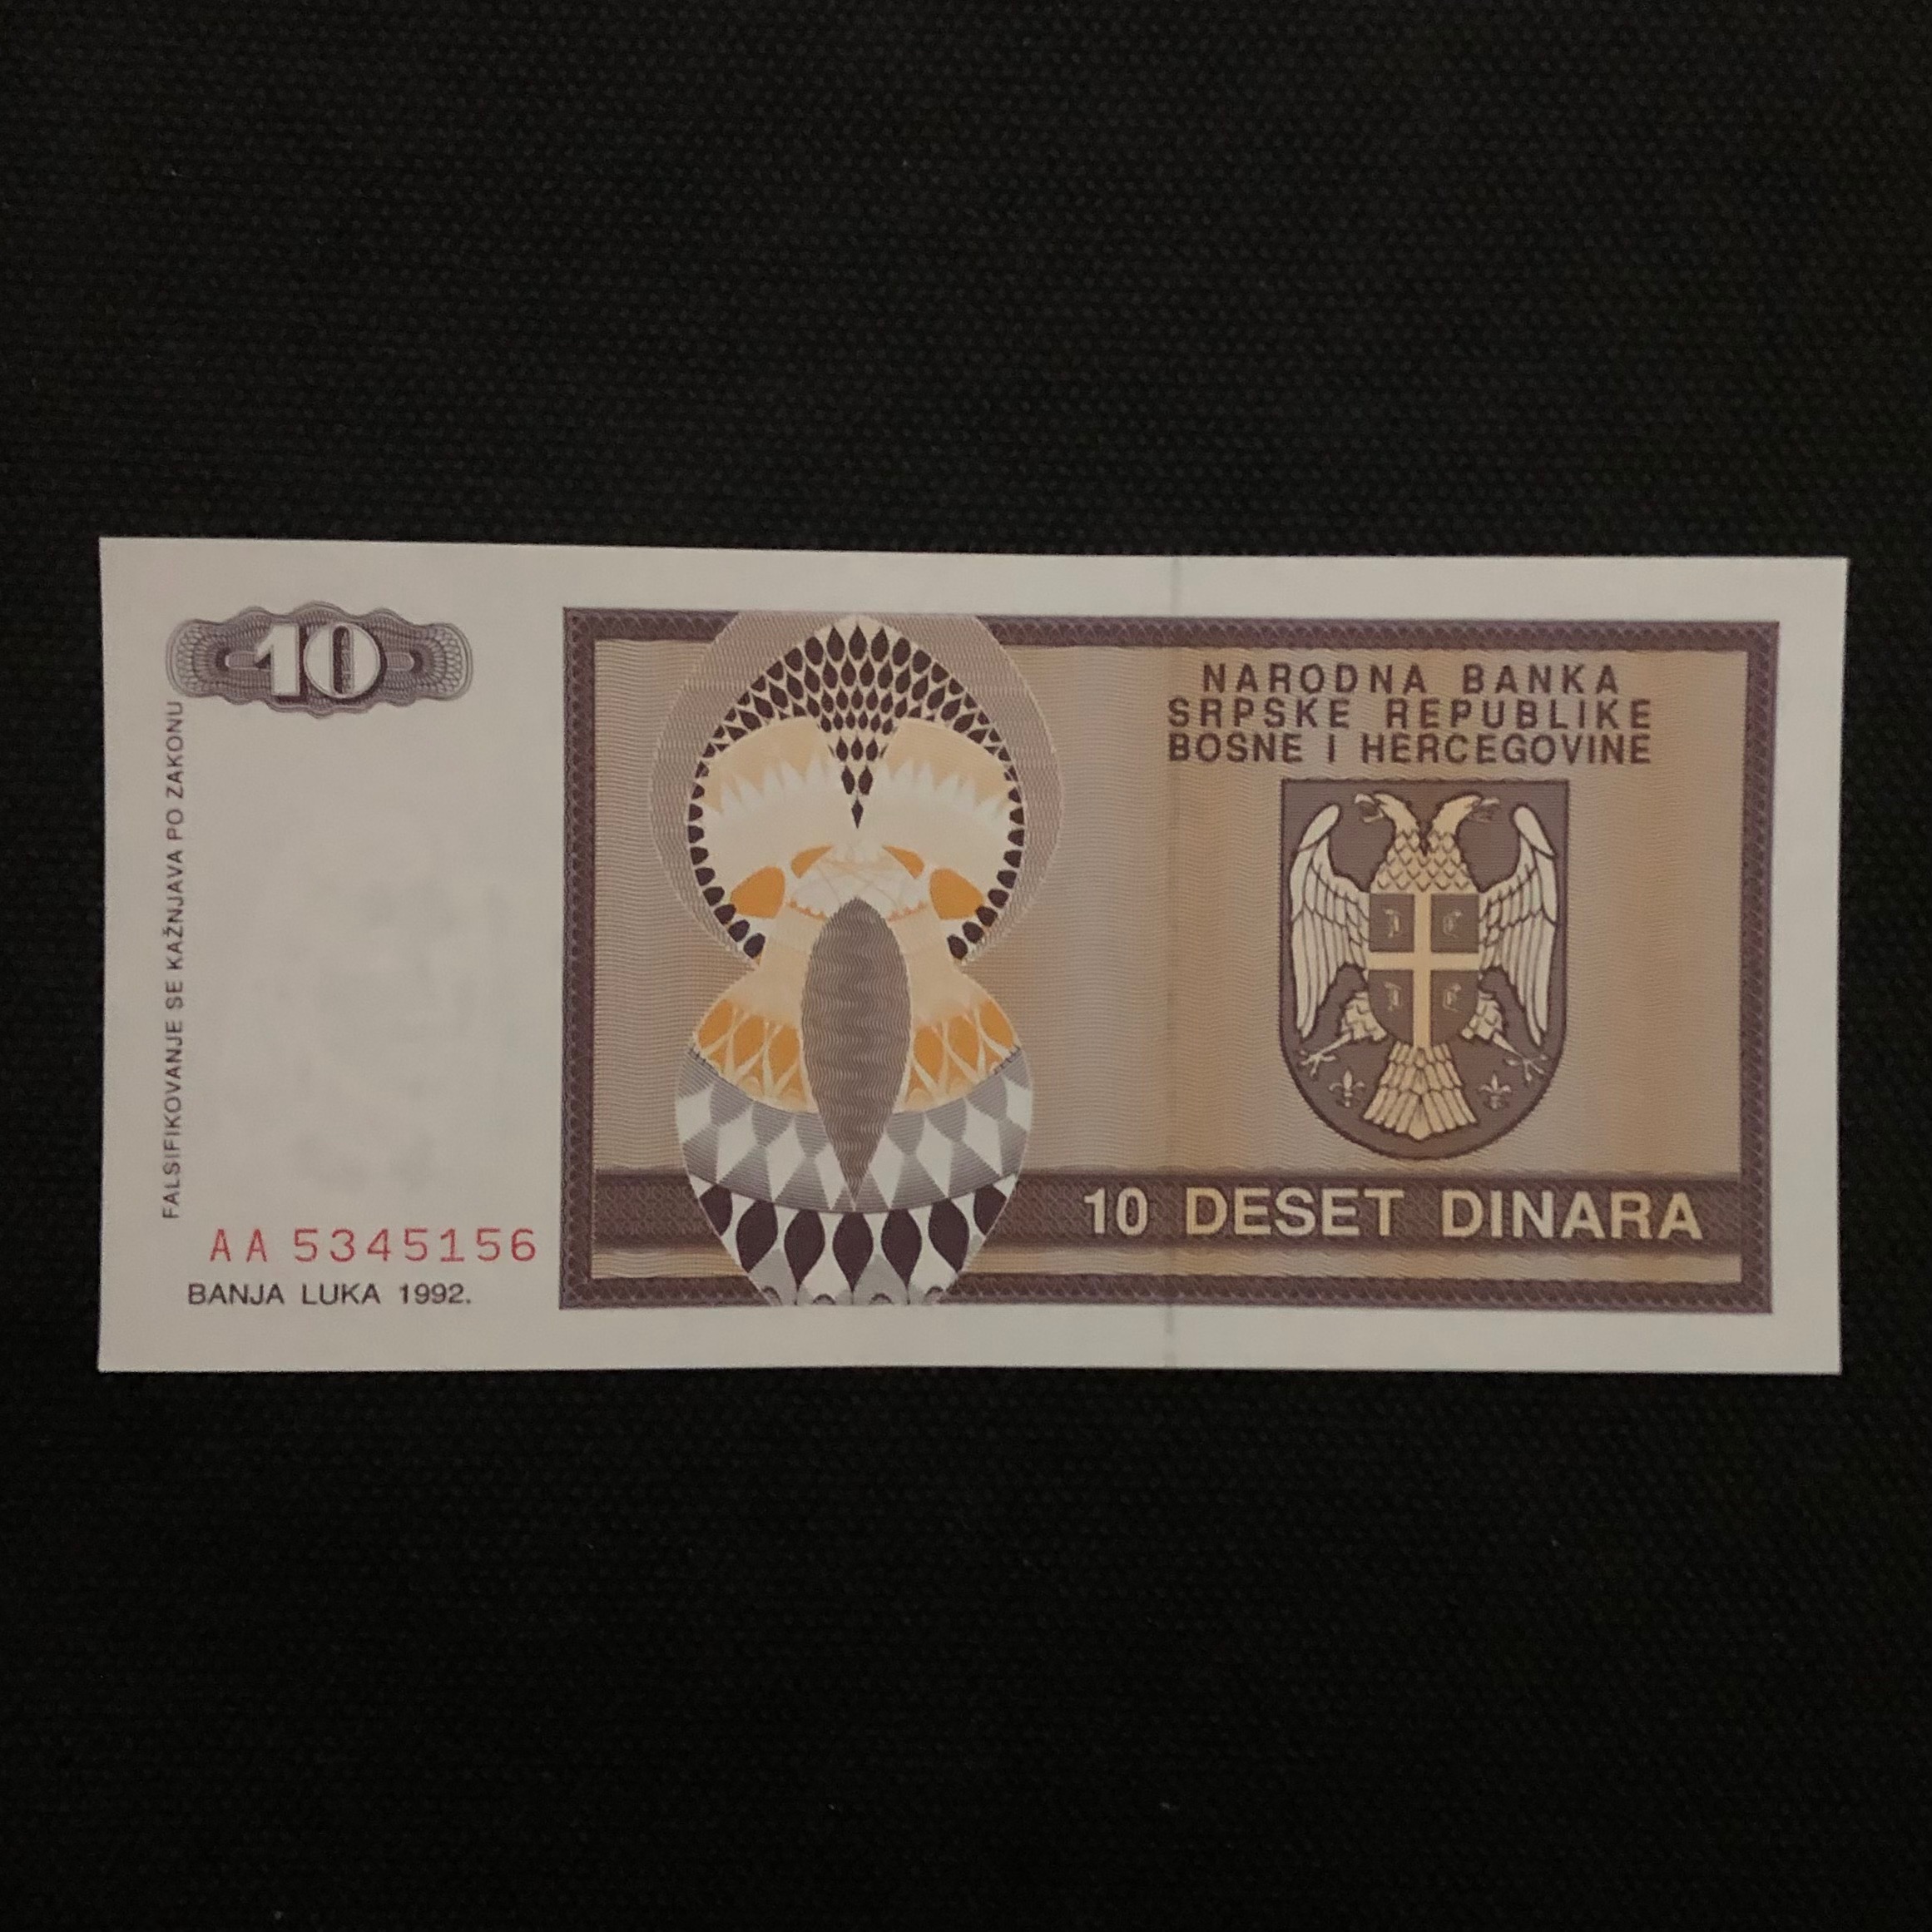 10
FALSIFIKOVANJE SE KAŽNJAVA PO ZAKONU
AA 5345156
BANJA LUKA 1992.
NARODNA BANKA
SRPSKE REPUBLIKE
BOSNE I HERCEGOVINE
10 DESET DINARA